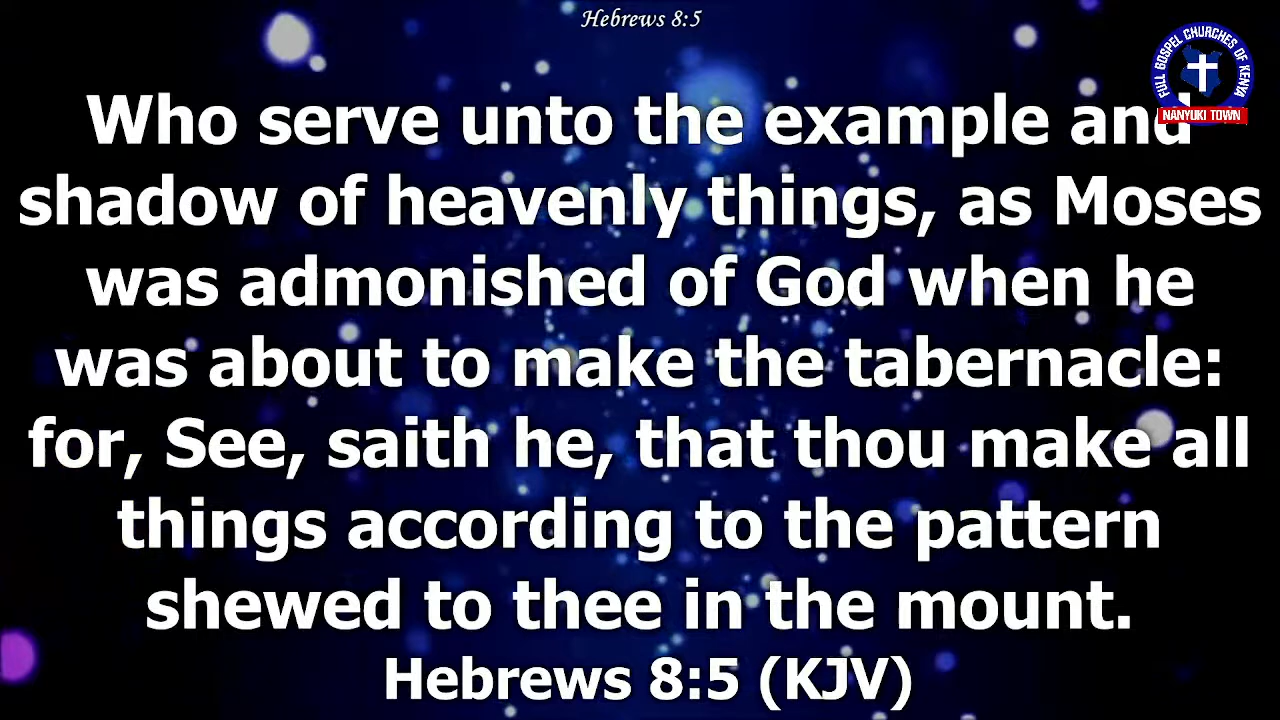 Hebrews 8:5
FULL GOSPEL CHURCHES OF KENYA
NANYUKI TOWN
Who serve unto the example and
shadow of heavenly things, as Moses
was admonished of God when he
was about to make the tabernacle:
for, See, saith he, that thou make all
things according to the pattern
shewed to thee in the mount.
Hebrews 8:5 (KJV)